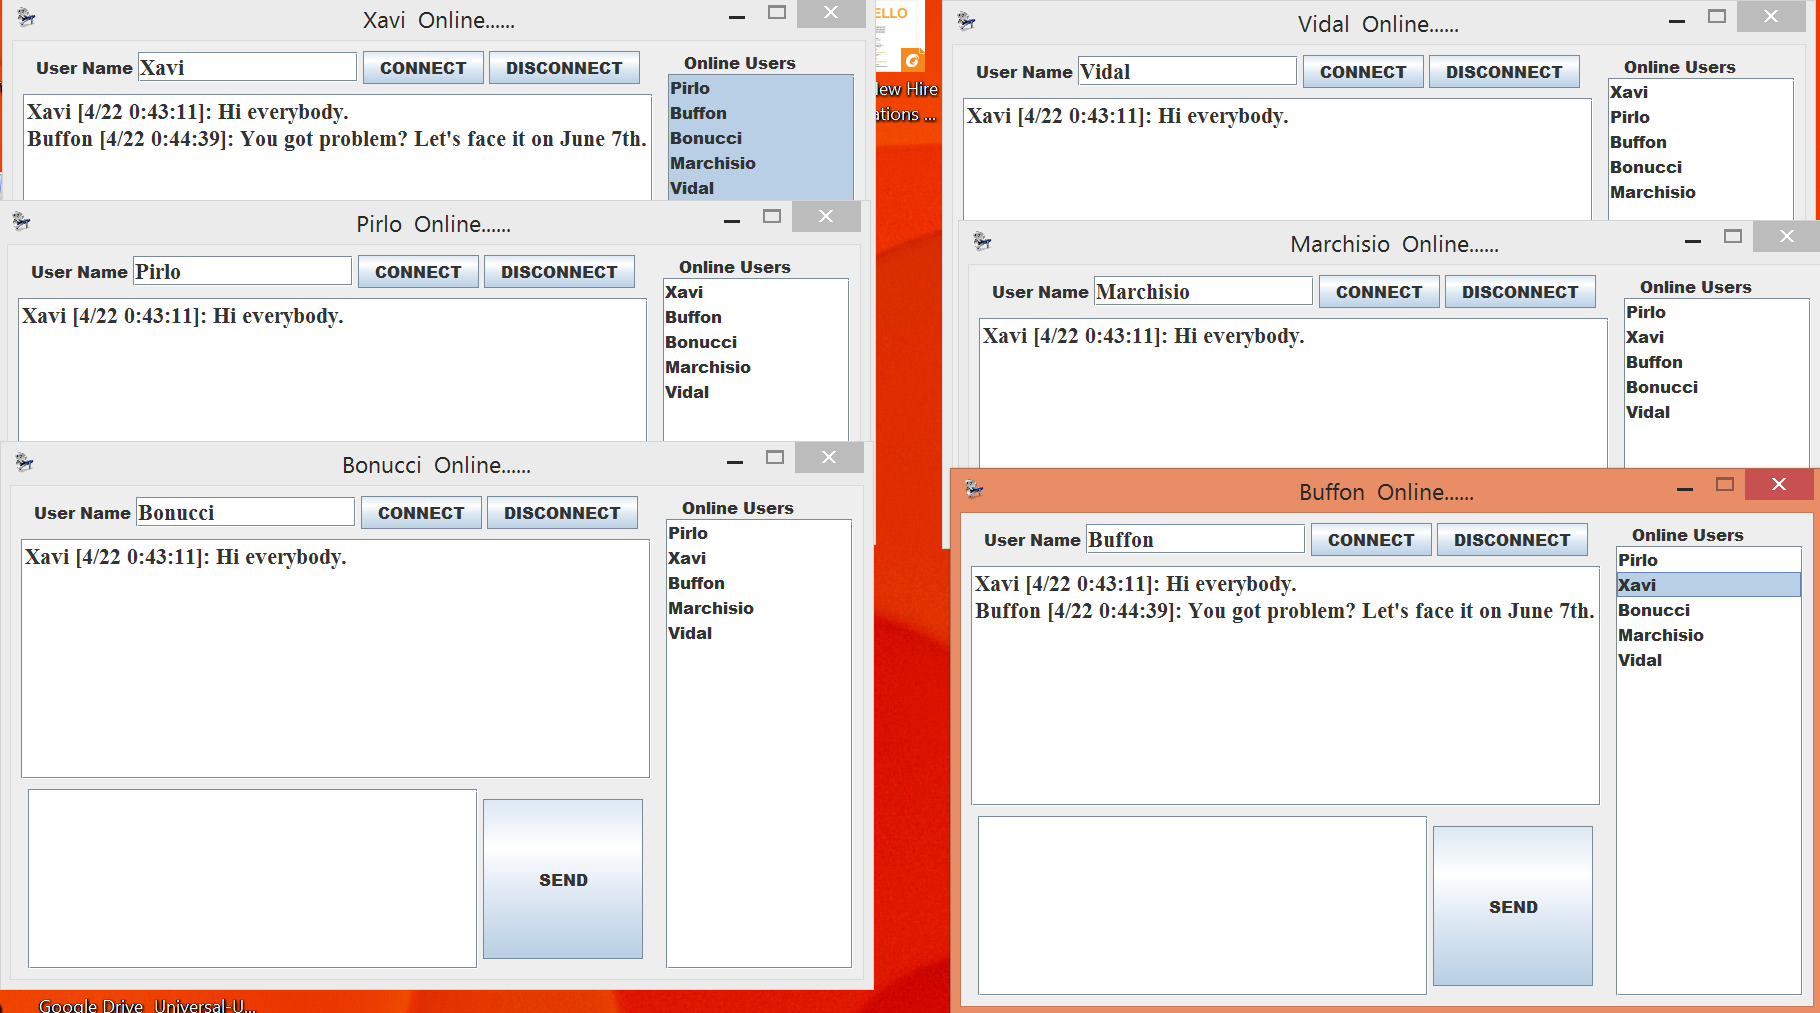 Xavi  Online......
User Name Xavi CONNECT DISCONNECT
Online Users
Pirlo
Buffon
Bonucci
Marchisio
Vidal
Xavi [4/22 0:43:11]: Hi everybody.
Buffon [4/22 0:44:39]: You got problem? Let's face it on June 7th.
Pirlo  Online......
User Name Pirlo CONNECT DISCONNECT
Online Users
Xavi
Buffon
Bonucci
Marchisio
Vidal
Xavi [4/22 0:43:11]: Hi everybody.
Bonucci  Online......
User Name Bonucci CONNECT DISCONNECT
Online Users
Pirlo
Xavi
Buffon
Marchisio
Vidal
Xavi [4/22 0:43:11]: Hi everybody.
SEND
Google Drive  Universal-U...
ELLO
ew Hire
ations ...
Vidal  Online......
User Name Vidal CONNECT DISCONNECT
Online Users
Xavi
Pirlo
Buffon
Bonucci
Marchisio
Xavi [4/22 0:43:11]: Hi everybody.
Marchisio  Online......
User Name Marchisio CONNECT DISCONNECT
Online Users
Pirlo
Xavi
Buffon
Bonucci
Vidal
Xavi [4/22 0:43:11]: Hi everybody.
Buffon  Online......
User Name Buffon CONNECT DISCONNECT
Online Users
Pirlo
Xavi
Bonucci
Marchisio
Vidal
Xavi [4/22 0:43:11]: Hi everybody.
Buffon [4/22 0:44:39]: You got problem? Let's face it on June 7th.
SEND